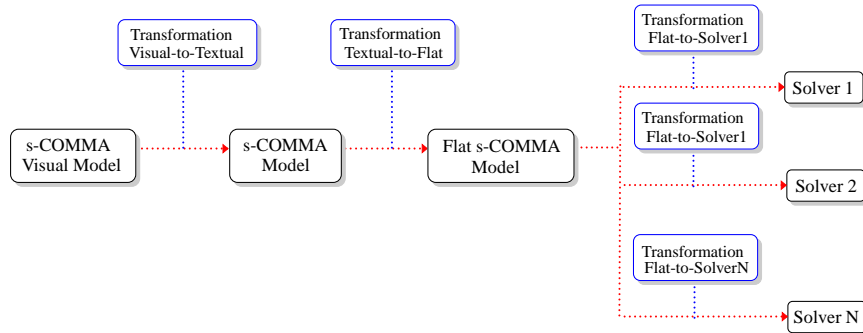 Transformation
Visual-to-Textual
Transformation
Textual-to-Flat
Transformation
Flat-to-Solver1
Solver 1
Transformation
Flat-to-Solver1
s-COMMA
Visual Model
s-COMMA
Model
Flat s-COMMA
Model
Solver 2
Transformation
Flat-to-SolverN
Solver N